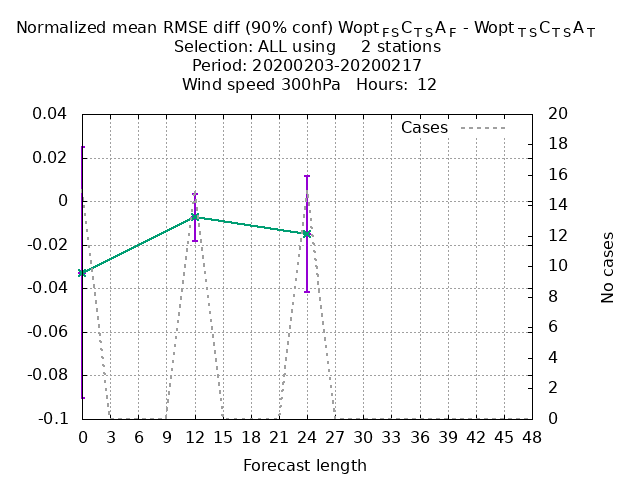 Normalized mean RMSE diff (90% conf) Wopt FS C TS A F - Wopt TS C TS A T
Selection: ALL using 2 stations
Period: 20200203-20200217
Wind speed 300hPa Hours: 12
Cases
0.04
0.02
0
-0.02
-0.04
-0.06
-0.08
-0.1
20
18
16
14
12
10
8
6
4
2
0
No cases
0 3 6 9 12 15 18 21 24 27 30 33 36 39 42 45 48
Forecast length